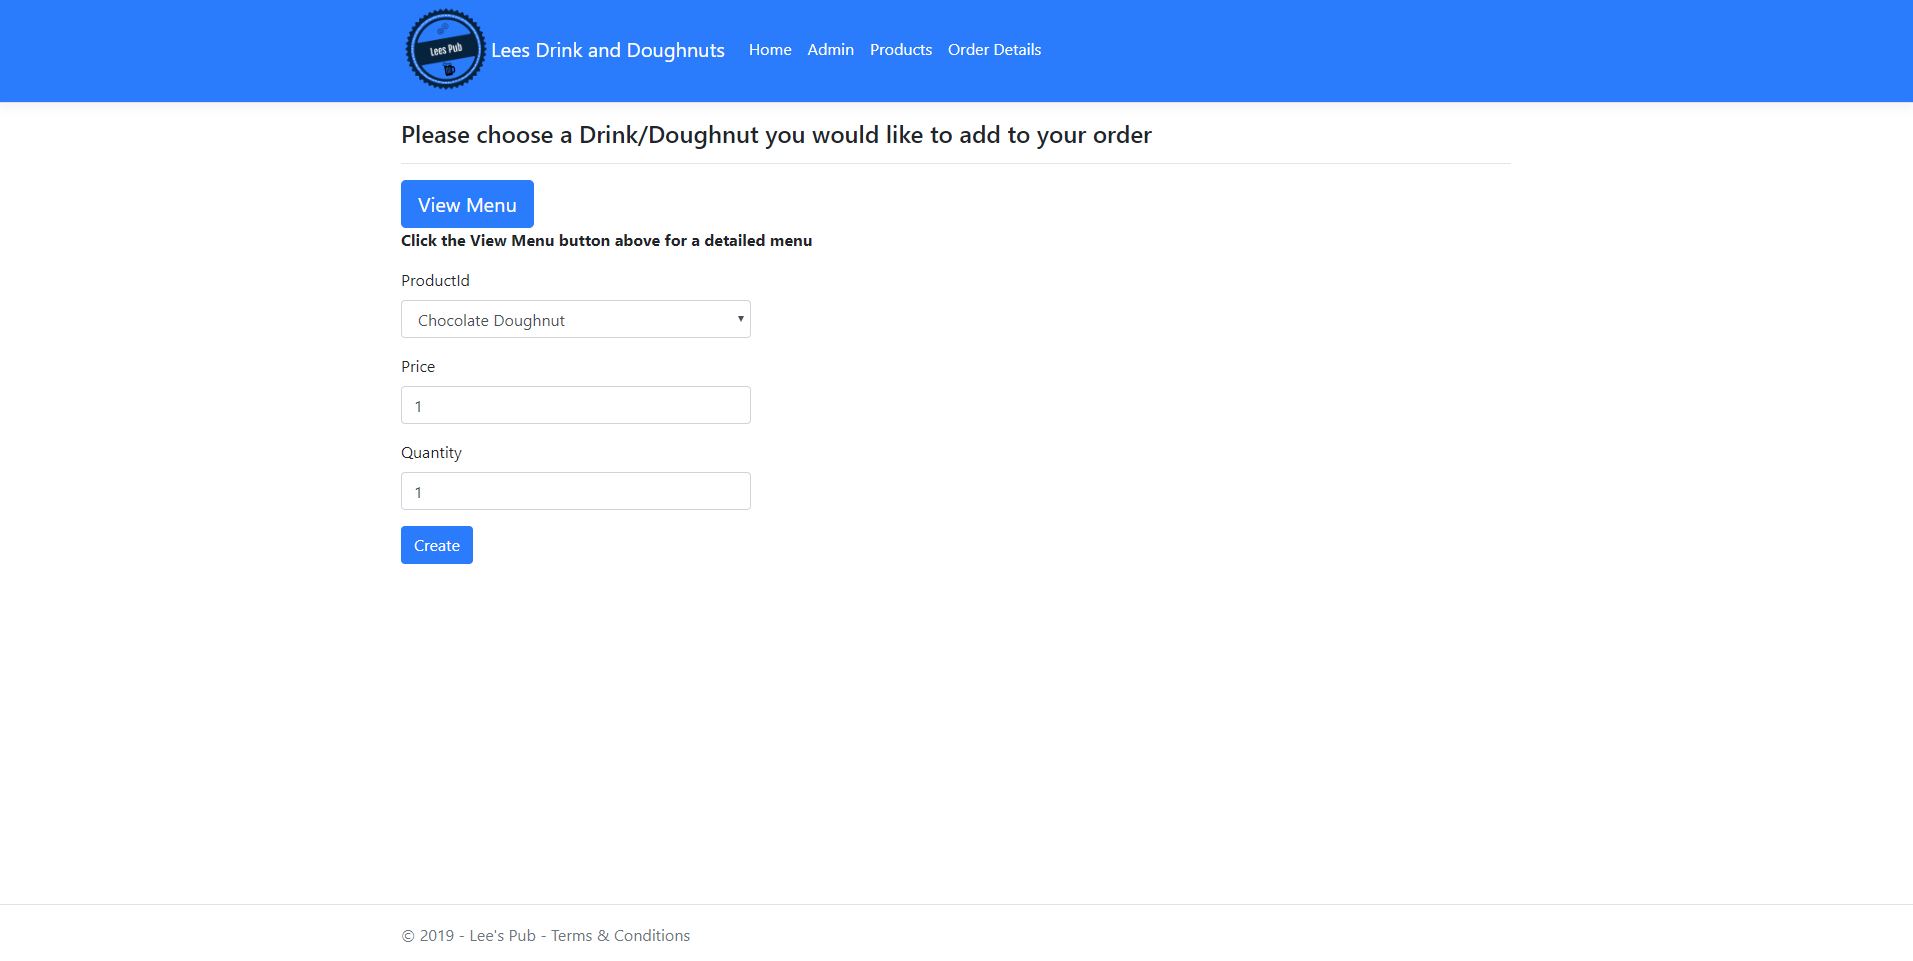 Lees Pub
Lees Drink and Doughnuts Home Admin Products Order Details
Please choose a Drink/Doughnut you would like to add to your order
View Menu
Click the View Menu button above for a detailed menu
ProductId
Chocolate Doughnut
Price
1
Quantity
1
Create
© 2019 - Lee's Pub - Terms & Conditions